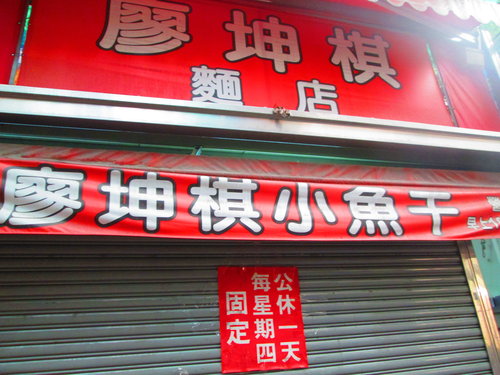 廖坤棋
麵店
廖坤棋小魚干
固定
每星期四
公休一天